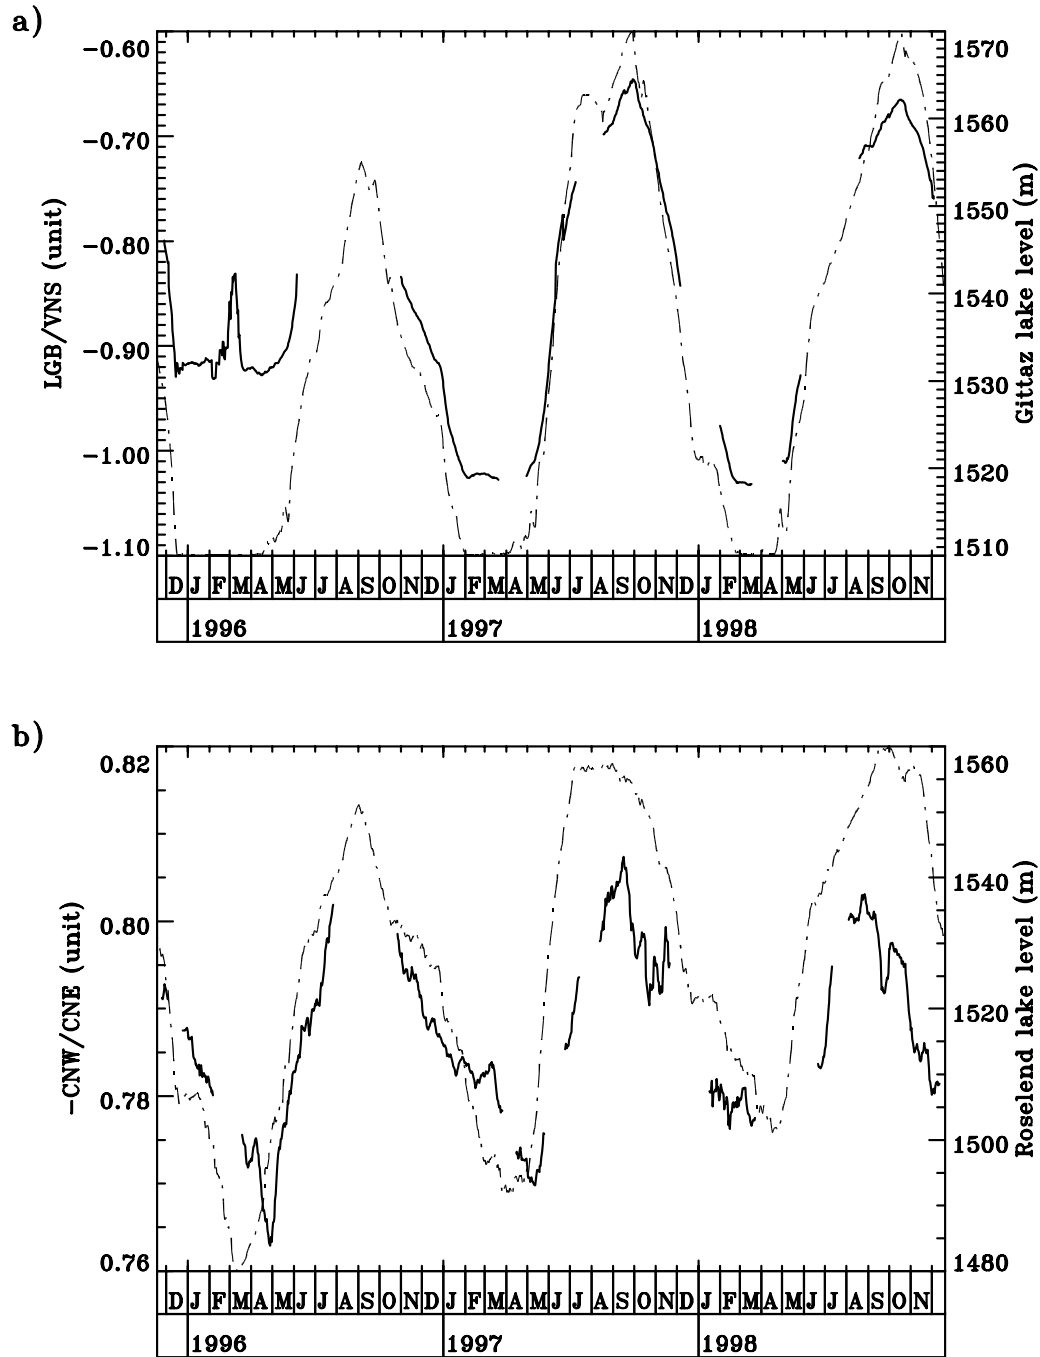 a)
-0.60
-0.70
-0.80
-0.90
-1.00
-1.10
LGB/VNS (unit)
1570
1560
1550
1540
1530
1520
1510
Gittaz lake level (m)
D J F M A M J J A S O N D J F M A M J J A S O N D J F M A M J J A S O N
1996 1997 1998
b)
0.82
0.80
0.78
0.76
-CNW/CNE (unit)
1560
1540
1520
1500
1480
Roselend lake level (m)
D J F M A M J J A S O N D J F M A M J J A S O N D J F M A M J J A S O N
1996 1997 1998